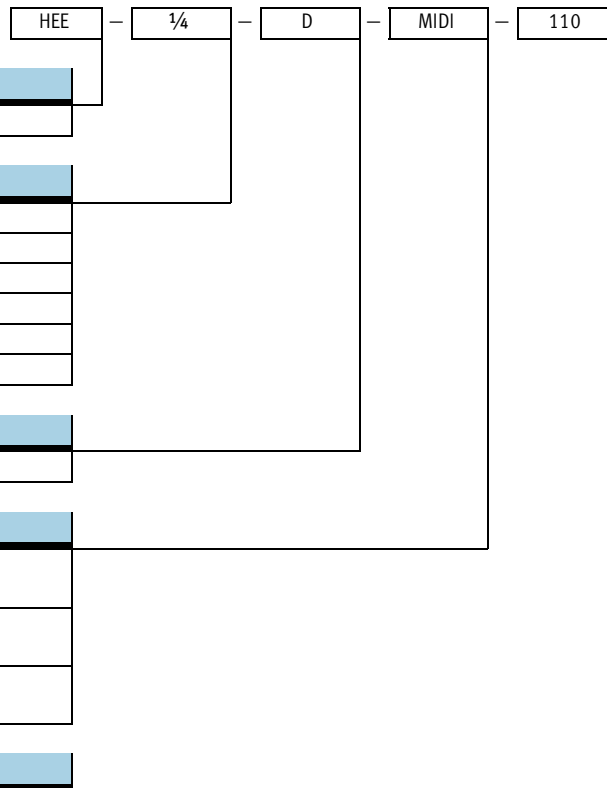 HEE – ¼ – D – MIDI – 110